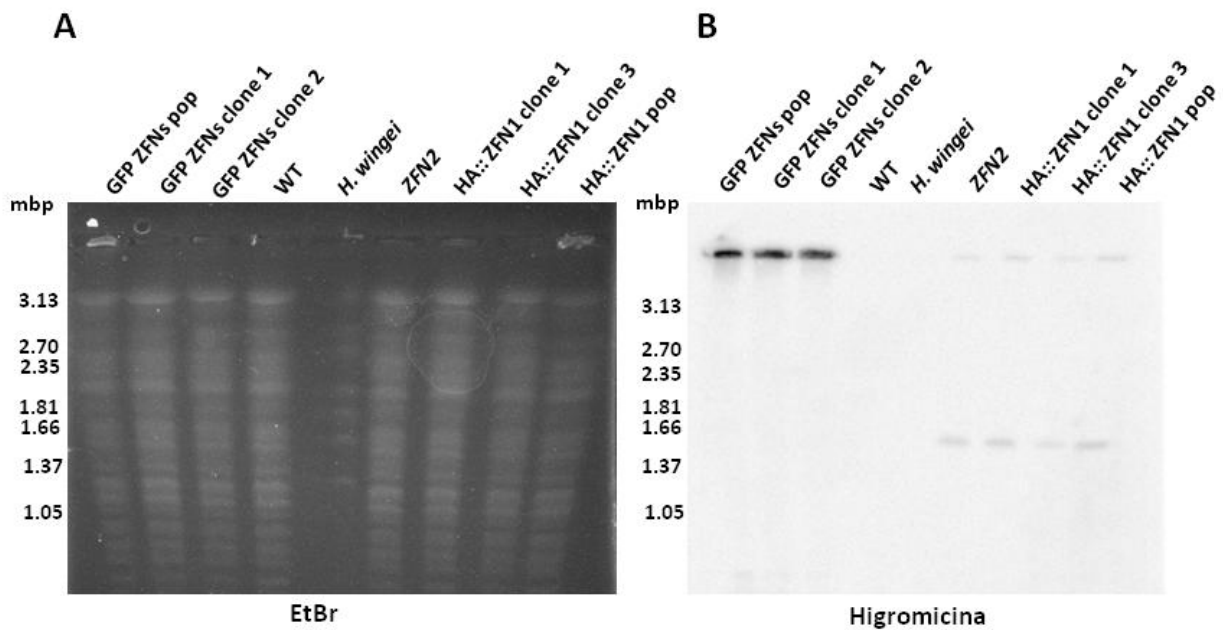 A
GFP ZFNs pop
GFP ZFNs clone 1
GFP ZFNs clone 2
WT
H. wingei
ZFN2
HA:: ZFN1 clone 1
HA:: ZFN1 clone 3
HA:: ZFN1 pop
mbp
3.13
2.70
2.35
1.81
1.66
1.37
1.05
EtBr
B
GFP ZFNs pop
GFP ZFNs clone 1
GFP ZFNs clone 2
WT
H. wingei
ZFN2
HA:: ZFN1 clone 1
HA:: ZFN1 clone 3
HA:: ZFN1 pop
mbp
3.13
2.70
2.35
1.81
1.66
1.37
1.05
Higromicina